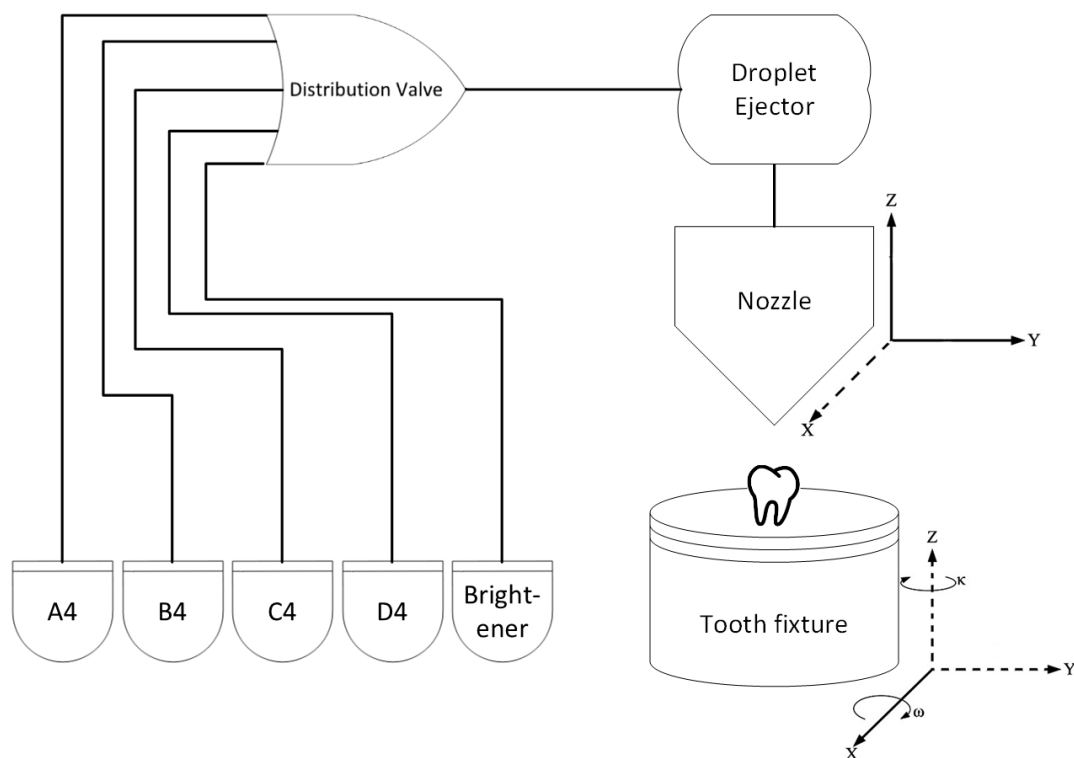 Distribution Valve
Droplet
Ejector
Z
Nozzle
Y
X
A4
B4
C4
D4
Bright-
ener
Tooth fixture
Z
κ
Y
ω
X